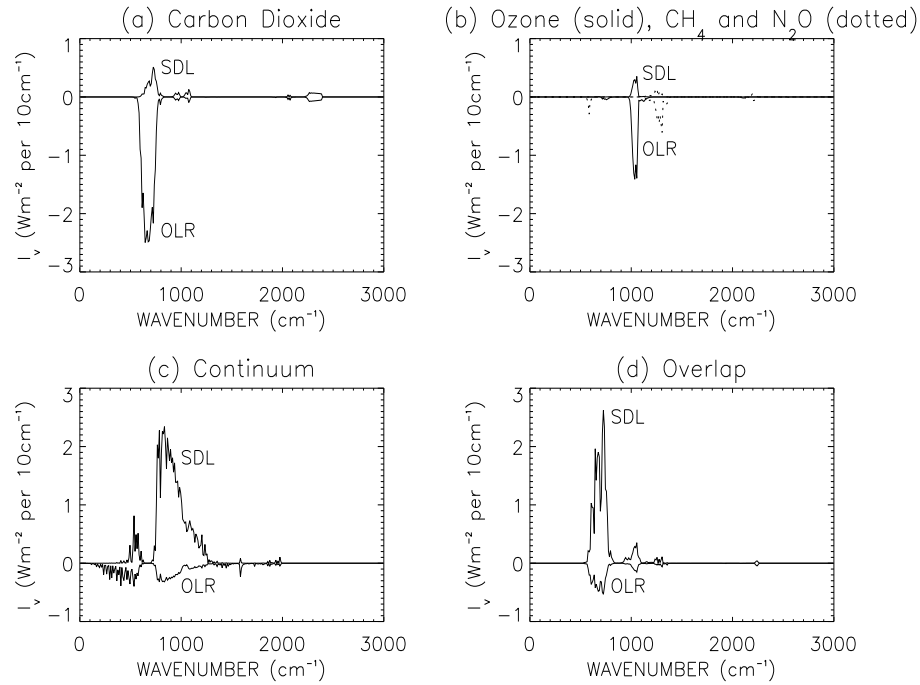 (a) Carbon Dioxide
I_ν (Wm⁻² per 10cm⁻¹)
1
0
−1
−2
−3
SDL
OLR
0 1000 2000 3000
WAVENUMBER (cm⁻¹)
(b) Ozone (solid), CH₄ and N₂O (dotted)
I_ν (Wm⁻² per 10cm⁻¹)
1
0
−1
−2
−3
SDL
OLR
0 1000 2000 3000
WAVENUMBER (cm⁻¹)
(c) Continuum
I_ν (Wm⁻² per 10cm⁻¹)
3
2
1
0
−1
SDL
OLR
0 1000 2000 3000
WAVENUMBER (cm⁻¹)
(d) Overlap
I_ν (Wm⁻² per 10cm⁻¹)
3
2
1
0
−1
SDL
OLR
0 1000 2000 3000
WAVENUMBER (cm⁻¹)